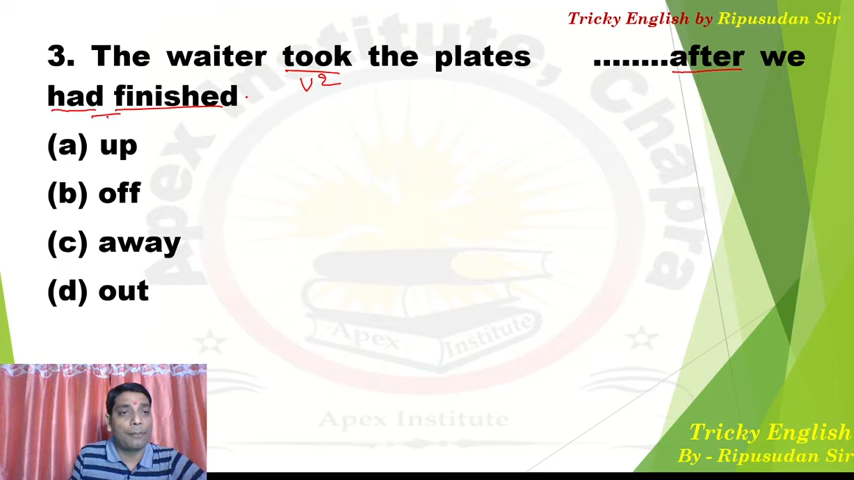 Tricky English by Ripusudan Sir
3. The waiter took the plates ........after we
V2
had finished
(a) up
(b) off
(c) away
(d) out
Apex Institute, Chapra
Apex Institute
Apex Institute
Tricky English
By - Ripusudan Sir